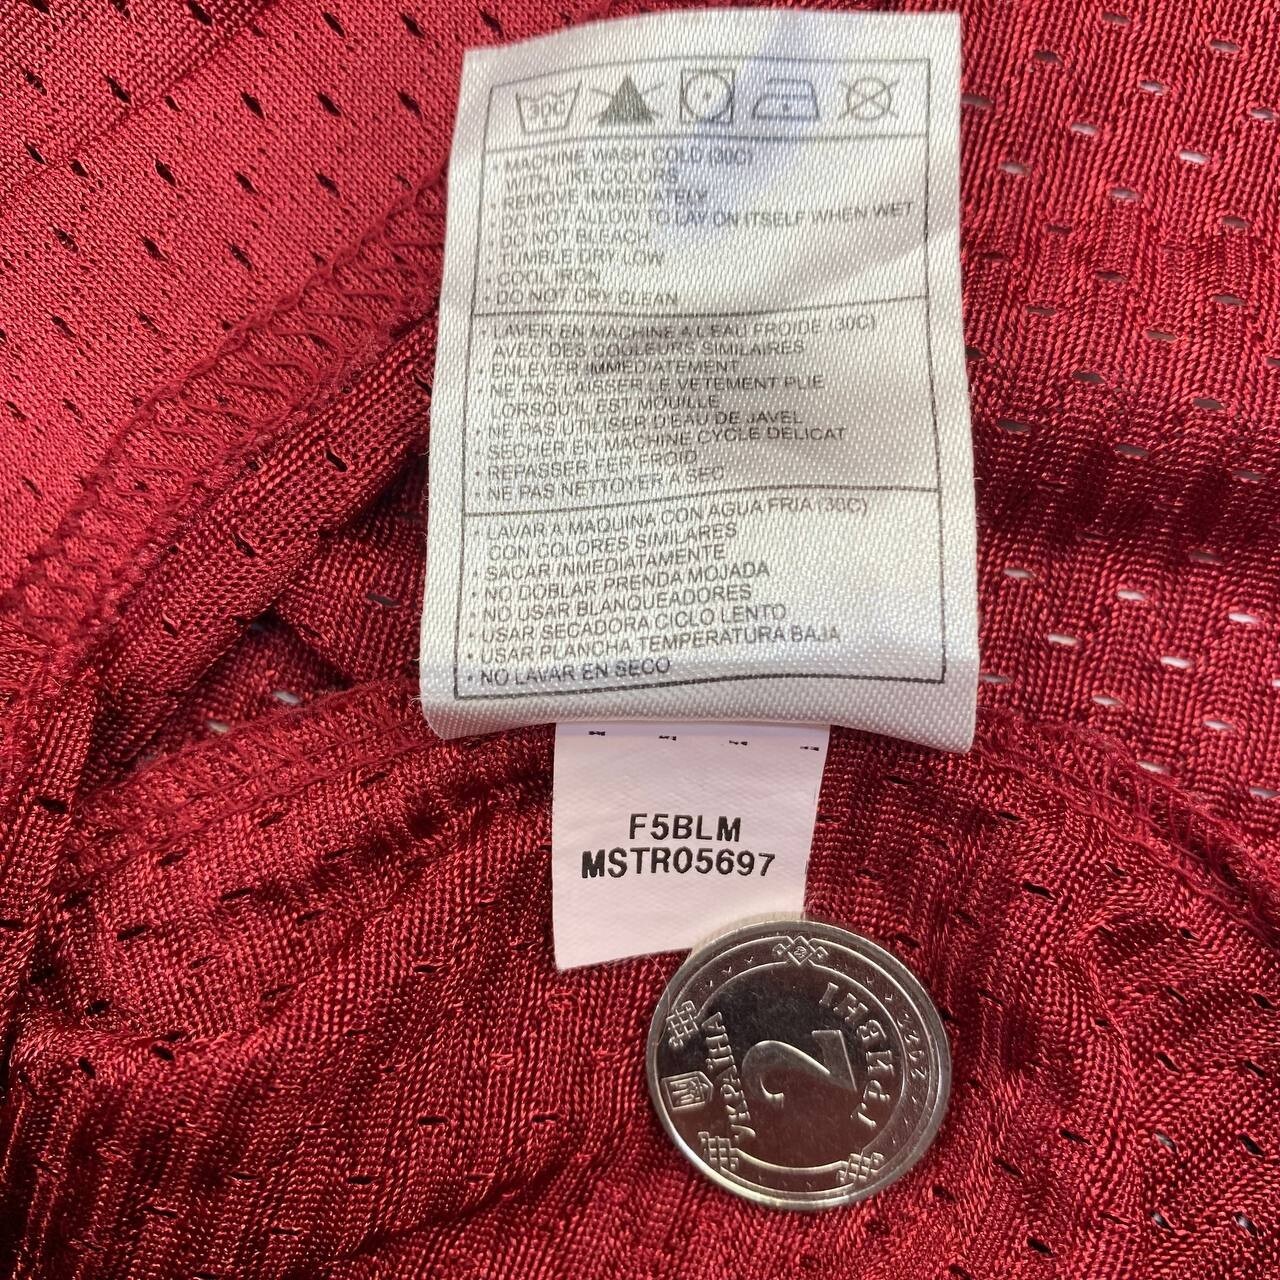 30C
• MACHINE WASH COLD (30C)
WITH LIKE COLORS
• REMOVE IMMEDIATELY
• DO NOT ALLOW TO LAY ON ITSELF WHEN WET
• DO NOT BLEACH
• TUMBLE DRY LOW
• COOL IRON
• DO NOT DRY CLEAN
• LAVER EN MACHINE A L'EAU FROIDE (30C)
AVEC DES COULEURS SIMILAIRES
• ENLEVER IMMEDIATEMENT
• NE PAS LAISSER LE VETEMENT PLIE
LORSQU'IL EST MOUILLE
• NE PAS UTILISER D'EAU DE JAVEL
• SECHER EN MACHINE CYCLE DELICAT
• REPASSER FER FROID
• NE PAS NETTOYER A SEC
• LAVAR A MAQUINA CON AGUA FRIA (30C)
CON COLORES SIMILARES
• SACAR INMEDIATAMENTE
• NO DOBLAR PRENDA MOJADA
• NO USAR BLANQUEADORES
• USAR SECADORA CICLO LENTO
• USAR PLANCHA TEMPERATURA BAJA
• NO LAVAR EN SECO
F5BLM
MSTR05697
УКРАЇНА
2
ГРИВНІ